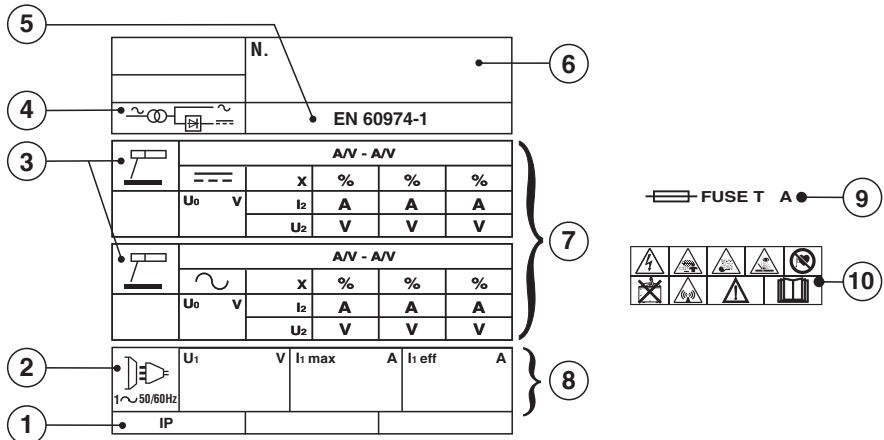 5
N.
6
4
EN 60974-1
3
A/V - A/V
X % % %
U0 V I2 A A A
U2 V V V
7
A/V - A/V
X % % %
U0 V I2 A A A
U2 V V V
FUSE T A 9
10
2
1~50/60Hz
U1 V I1 max A I1 eff A
8
1
IP